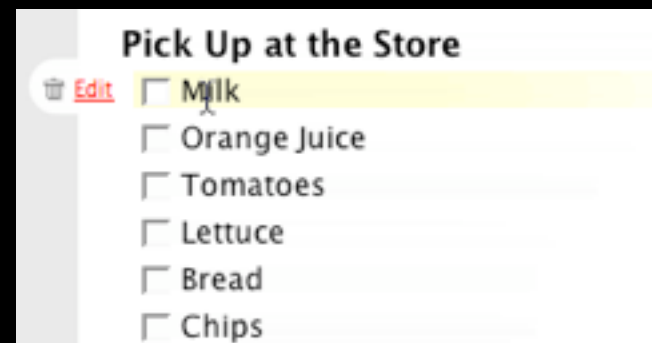 Pick Up at the Store
Edit Milk
Orange Juice
Tomatoes
Lettuce
Bread
Chips